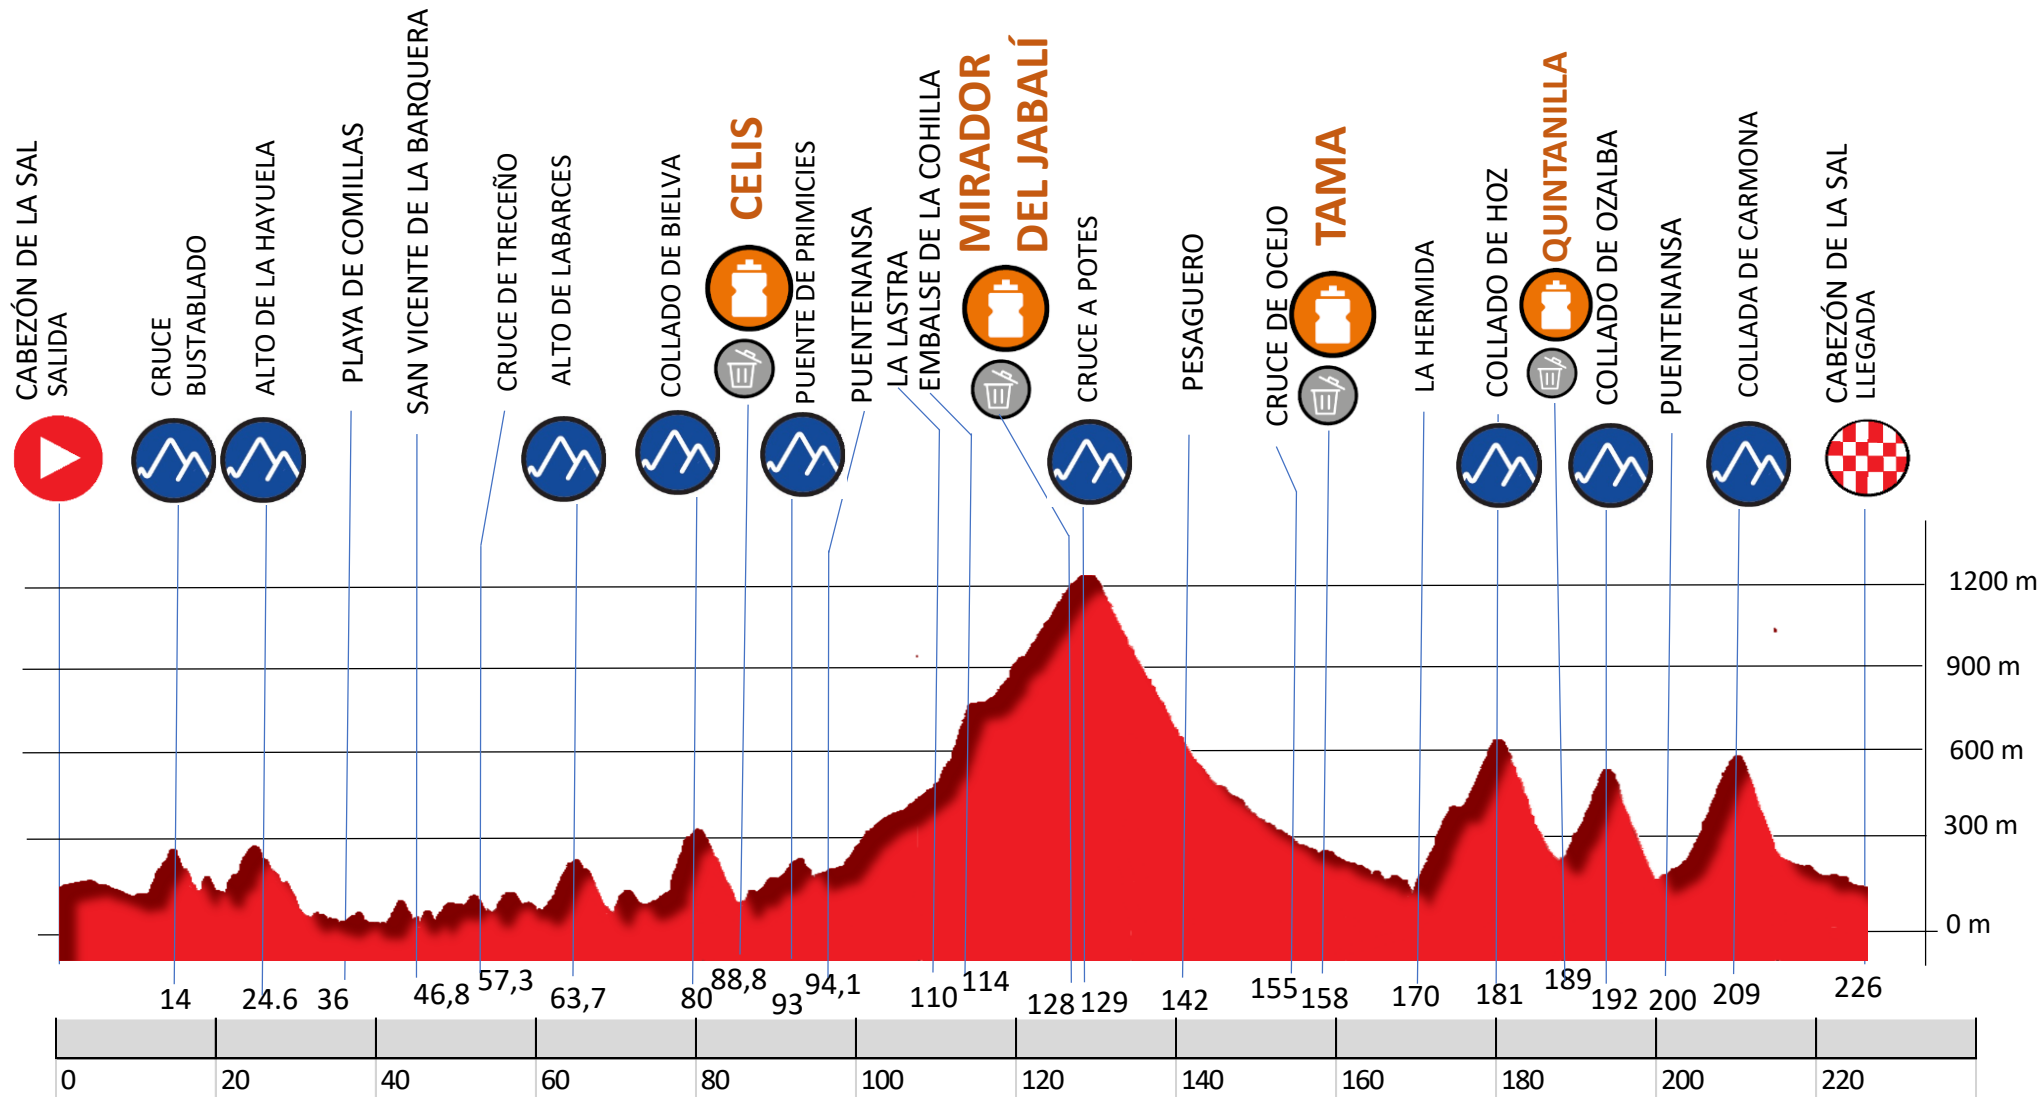 CABEZÓN DE LA SAL
SALIDA
CRUCE
BUSTABLADO
ALTO DE LA HAYUELA
PLAYA DE COMILLAS
SAN VICENTE DE LA BARQUERA
CRUCE DE TRECEÑO
ALTO DE LABARCES
COLLADO DE BIELVA
CELIS
PUENTE DE PRIMICIES
PUENTENANSA
LA LASTRA
EMBALSE DE LA COHILLA
MIRADOR
DEL JABALÍ
CRUCE A POTES
PESAGUERO
CRUCE DE OCEJO
TAMA
LA HERMIDA
COLLADO DE HOZ
QUINTANILLA
COLLADO DE OZALBA
PUENTENANSA
COLLADA DE CARMONA
CABEZÓN DE LA SAL
LLEGADA
1200 m
900 m
600 m
300 m
0 m
14
24.6
36
46,8
57,3
63,7
80
88,8
93
94,1
110
114
128
129
142
155
158
170
181
189
192
200
209
226
0
20
40
60
80
100
120
140
160
180
200
220